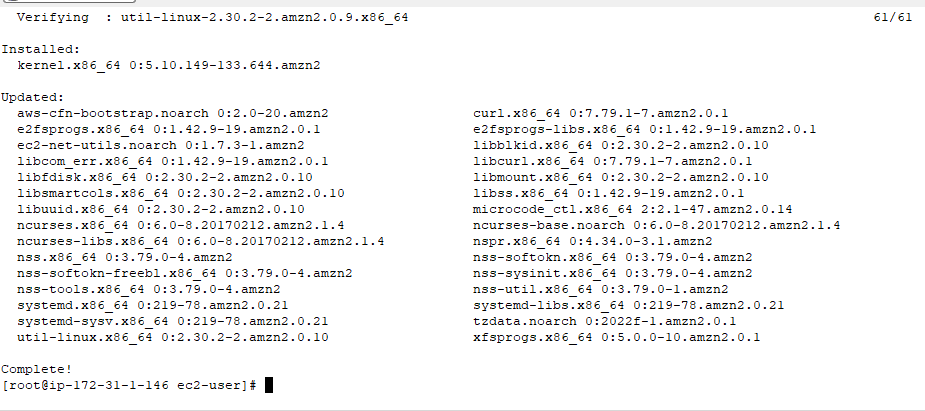 Verifying  : util-linux-2.30.2-2.amzn2.0.9.x86_64 61/61
Installed:
kernel.x86_64 0:5.10.149-133.644.amzn2
Updated:
aws-cfn-bootstrap.noarch 0:2.0-20.amzn2 curl.x86_64 0:7.79.1-7.amzn2.0.1
e2fsprogs.x86_64 0:1.42.9-19.amzn2.0.1 e2fsprogs-libs.x86_64 0:1.42.9-19.amzn2.0.1
ec2-net-utils.noarch 0:1.7.3-1.amzn2 libblkid.x86_64 0:2.30.2-2.amzn2.0.10
libcom_err.x86_64 0:1.42.9-19.amzn2.0.1 libcurl.x86_64 0:7.79.1-7.amzn2.0.1
libfdisk.x86_64 0:2.30.2-2.amzn2.0.10 libmount.x86_64 0:2.30.2-2.amzn2.0.10
libsmartcols.x86_64 0:2.30.2-2.amzn2.0.10 libss.x86_64 0:1.42.9-19.amzn2.0.1
libuuid.x86_64 0:2.30.2-2.amzn2.0.10 microcode_ctl.x86_64 2:2.1-47.amzn2.0.14
ncurses.x86_64 0:6.0-8.20170212.amzn2.1.4 ncurses-base.noarch 0:6.0-8.20170212.amzn2.1.4
ncurses-libs.x86_64 0:6.0-8.20170212.amzn2.1.4 nspr.x86_64 0:4.34.0-3.1.amzn2
nss.x86_64 0:3.79.0-4.amzn2 nss-softokn.x86_64 0:3.79.0-4.amzn2
nss-softokn-freebl.x86_64 0:3.79.0-4.amzn2 nss-sysinit.x86_64 0:3.79.0-4.amzn2
nss-tools.x86_64 0:3.79.0-4.amzn2 nss-util.x86_64 0:3.79.0-1.amzn2
systemd.x86_64 0:219-78.amzn2.0.21 systemd-libs.x86_64 0:219-78.amzn2.0.21
systemd-sysv.x86_64 0:219-78.amzn2.0.21 tzdata.noarch 0:2022f-1.amzn2.0.1
util-linux.x86_64 0:2.30.2-2.amzn2.0.10 xfsprogs.x86_64 0:5.0.0-10.amzn2.0.1
Complete!
[root@ip-172-31-1-146 ec2-user]#